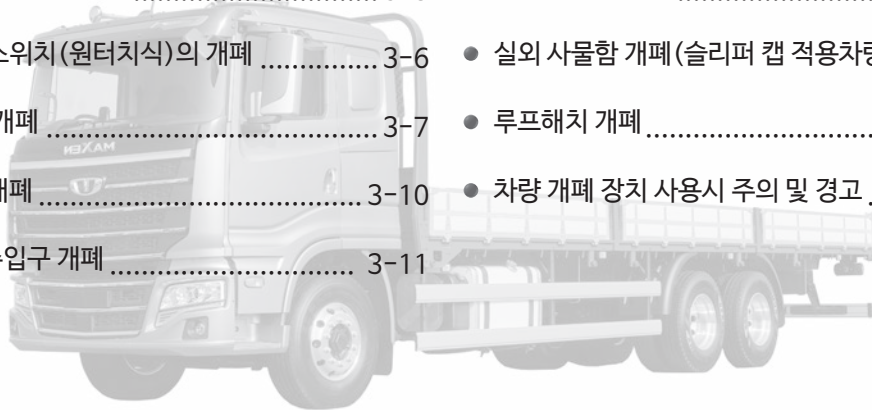 스위치(원터치식)의 개폐 ............... 3-6
개폐 ............................................. 3-7
개폐 ............................................. 3-10
입구 개폐 ................................. 3-11
● 실외 사물함 개폐(슬리퍼 캡 적용차량
● 루프해치 개폐
● 차량 개폐 장치 사용시 주의 및 경고
MAXEN